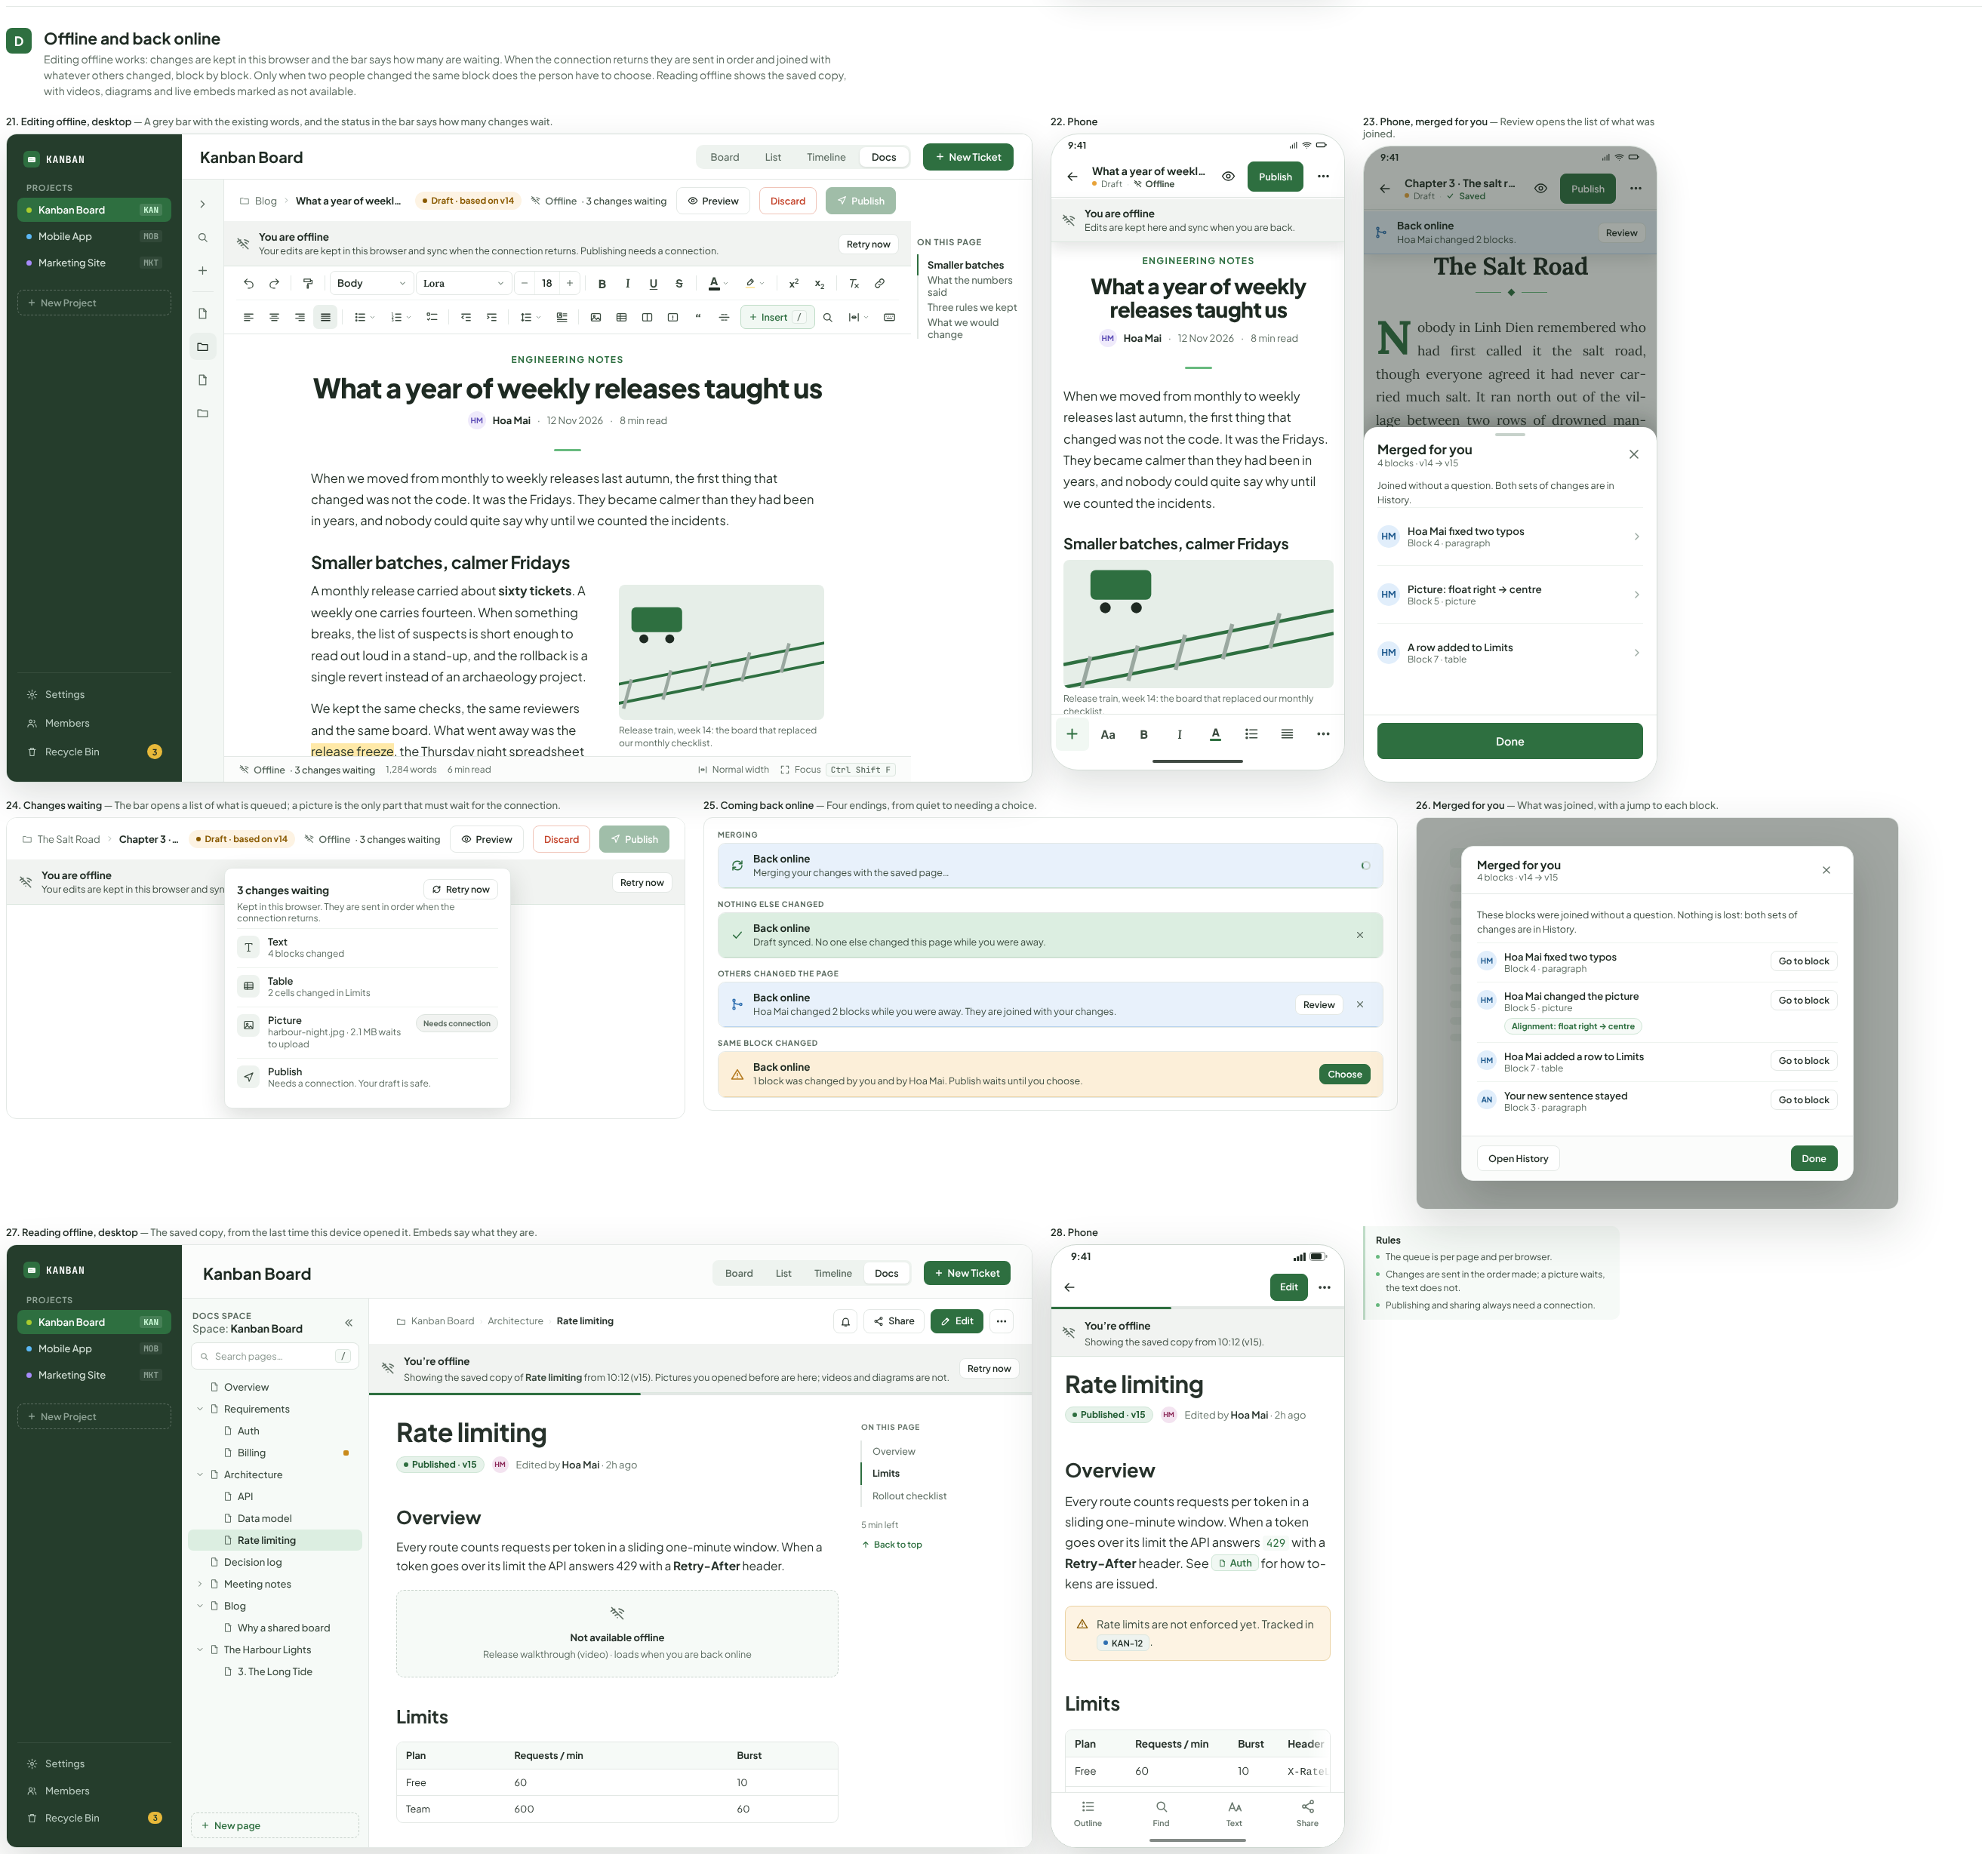 D
Offline and back online
Editing offline works: changes are kept in this browser and the bar says how many are waiting. When the connection returns they are sent in order and joined with
whatever others changed, block by block. Only when two people changed the same block does the person have to choose. Reading offline shows the saved copy,
with videos, diagrams and live embeds marked as not available.
21. Editing offline, desktop — A grey bar with the existing words, and the status in the bar says how many changes wait.
KANBAN
PROJECTS
Kanban Board KAN
Mobile App MOB
Marketing Site MKT
+ New Project
Settings
Members
Recycle Bin 3
Kanban Board
Board List Timeline Docs
+ New Ticket
Blog › What a year of weekl… Draft · based on v14 Offline · 3 changes waiting Preview Discard Publish
You are offline
Your edits are kept in this browser and sync when the connection returns. Publishing needs a connection.
Retry now
Body Lora − 18 + B I U S A x² x₂ Tx
“ + Insert /
ON THIS PAGE
Smaller batches
What the numbers
said
Three rules we kept
What we would
change
ENGINEERING NOTES
What a year of weekly releases taught us
HM Hoa Mai · 12 Nov 2026 · 8 min read
When we moved from monthly to weekly releases last autumn, the first thing that
changed was not the code. It was the Fridays. They became calmer than they had been
in years, and nobody could quite say why until we counted the incidents.
Smaller batches, calmer Fridays
A monthly release carried about sixty tickets. A
weekly one carries fourteen. When something
breaks, the list of suspects is short enough to
read out loud in a stand-up, and the rollback is a
single revert instead of an archaeology project.
We kept the same checks, the same reviewers
and the same board. What went away was the
release freeze, the Thursday night spreadsheet
Release train, week 14: the board that replaced
our monthly checklist.
Offline · 3 changes waiting 1,284 words 6 min read Normal width Focus Ctrl Shift F
22. Phone
9:41
What a year of weekl…
Draft Offline
Publish
You are offline
Edits are kept here and sync when you are back.
ENGINEERING NOTES
What a year of weekly
releases taught us
HM Hoa Mai · 12 Nov 2026 · 8 min read
When we moved from monthly to weekly
releases last autumn, the first thing that
changed was not the code. It was the Fridays.
They became calmer than they had been in
years, and nobody could quite say why until
we counted the incidents.
Smaller batches, calmer Fridays
Release train, week 14: the board that replaced our monthly
checklist.
+ Aa B I A
23. Phone, merged for you — Review opens the list of what was
joined.
9:41
Chapter 3 · The salt r…
Draft Saved
Publish
Back online
Hoa Mai changed 2 blocks.
Review
The Salt Road
Nobody in Linh Dien remembered who
had first called it the salt road,
though everyone agreed it had never car-
ried much salt. It ran north out of the vil-
lage between two rows of drowned man-
Merged for you
4 blocks · v14 → v15
Joined without a question. Both sets of changes are in
History.
HM Hoa Mai fixed two typos
Block 4 · paragraph
HM Picture: float right → centre
Block 5 · picture
HM A row added to Limits
Block 7 · table
Done
24. Changes waiting — The bar opens a list of what is queued; a picture is the only part that must wait for the connection.
The Salt Road › Chapter 3 · … Draft · based on v14 Offline · 3 changes waiting Preview Discard Publish
You are offline
Your edits are kept in this browser and syn
Retry now
3 changes waiting
Retry now
Kept in this browser. They are sent in order when the
connection returns.
Text
4 blocks changed
Table
2 cells changed in Limits
Picture
harbour-night.jpg · 2.1 MB waits
to upload
Needs connection
Publish
Needs a connection. Your draft is safe.
25. Coming back online — Four endings, from quiet to needing a choice.
MERGING
Back online
Merging your changes with the saved page…
NOTHING ELSE CHANGED
Back online
Draft synced. No one else changed this page while you were away.
OTHERS CHANGED THE PAGE
Back online
Hoa Mai changed 2 blocks while you were away. They are joined with your changes.
Review
SAME BLOCK CHANGED
Back online
1 block was changed by you and by Hoa Mai. Publish waits until you choose.
Choose
26. Merged for you — What was joined, with a jump to each block.
Merged for you
4 blocks · v14 → v15
These blocks were joined without a question. Nothing is lost: both sets of
changes are in History.
HM Hoa Mai fixed two typos
Block 4 · paragraph
Go to block
HM Hoa Mai changed the picture
Block 5 · picture
Alignment: float right → centre
Go to block
HM Hoa Mai added a row to Limits
Block 7 · table
Go to block
AN Your new sentence stayed
Block 3 · paragraph
Go to block
Open History
Done
27. Reading offline, desktop — The saved copy, from the last time this device opened it. Embeds say what they are.
KANBAN
PROJECTS
Kanban Board KAN
Mobile App MOB
Marketing Site MKT
+ New Project
Settings
Members
Recycle Bin 3
Kanban Board
Board List Timeline Docs
+ New Ticket
DOCS SPACE
Space: Kanban Board
Search pages… /
Overview
Requirements
Auth
Billing
Architecture
API
Data model
Rate limiting
Decision log
Meeting notes
Blog
Why a shared board
The Harbour Lights
3. The Long Tide
+ New page
Kanban Board · Architecture · Rate limiting
Share Edit
You’re offline
Showing the saved copy of Rate limiting from 10:12 (v15). Pictures you opened before are here; videos and diagrams are not.
Retry now
Rate limiting
Published · v15 HM Edited by Hoa Mai · 2h ago
Overview
Every route counts requests per token in a sliding one-minute window. When a
token goes over its limit the API answers 429 with a Retry-After header.
Not available offline
Release walkthrough (video) · loads when you are back online
Limits
Plan Requests / min Burst
Free 60 10
Team 600 60
ON THIS PAGE
Overview
Limits
Rollout checklist
5 min left
Back to top
28. Phone
9:41
Edit
You’re offline
Showing the saved copy from 10:12 (v15).
Rate limiting
Published · v15 HM Edited by Hoa Mai · 2h ago
Overview
Every route counts requests per token in a
sliding one-minute window. When a token
goes over its limit the API answers 429 with a
Retry-After header. See Auth for how to-
kens are issued.
Rate limits are not enforced yet. Tracked in
KAN-12 .
Limits
Plan Requests / min Burst Header
Free 60 10 X-Rate
Outline Find Text Share
Rules
The queue is per page and per browser.
Changes are sent in the order made; a picture waits,
the text does not.
Publishing and sharing always need a connection.